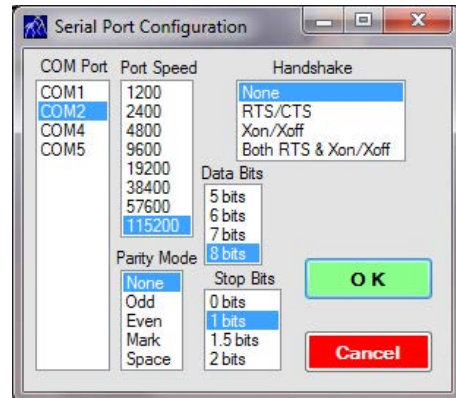 Serial Port Configuration
COM Port
COM1
COM2
COM4
COM5
Port Speed
1200
2400
4800
9600
19200
38400
57600
115200
Handshake
None
RTS/CTS
Xon/Xoff
Both RTS & Xon/Xoff
Data Bits
5 bits
6 bits
7 bits
8 bits
Parity Mode
None
Odd
Even
Mark
Space
Stop Bits
0 bits
1 bits
1.5 bits
2 bits
O K
Cancel